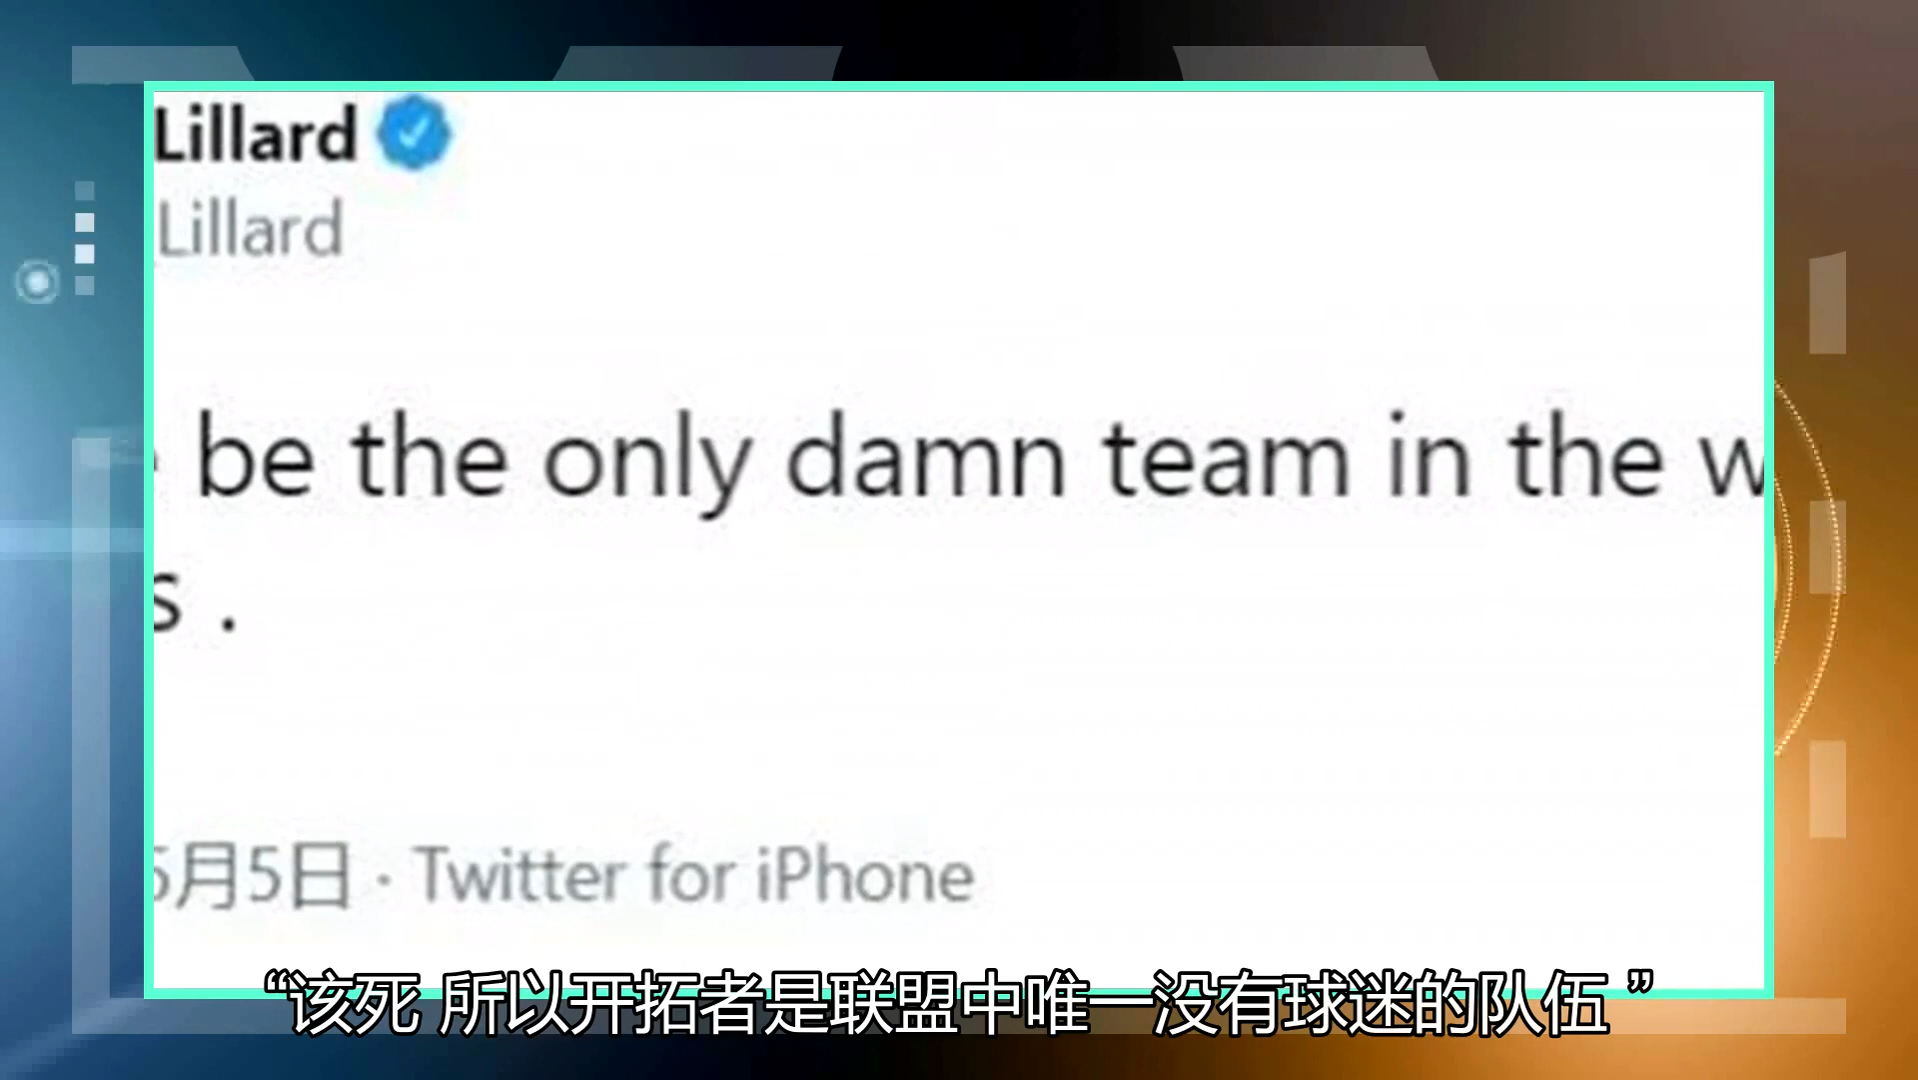 Lillard
Lillard
be the only damn team in the w
s .
5月5日 · Twitter for iPhone
“该死 所以开拓者是联盟中唯一没有球迷的队伍 ”